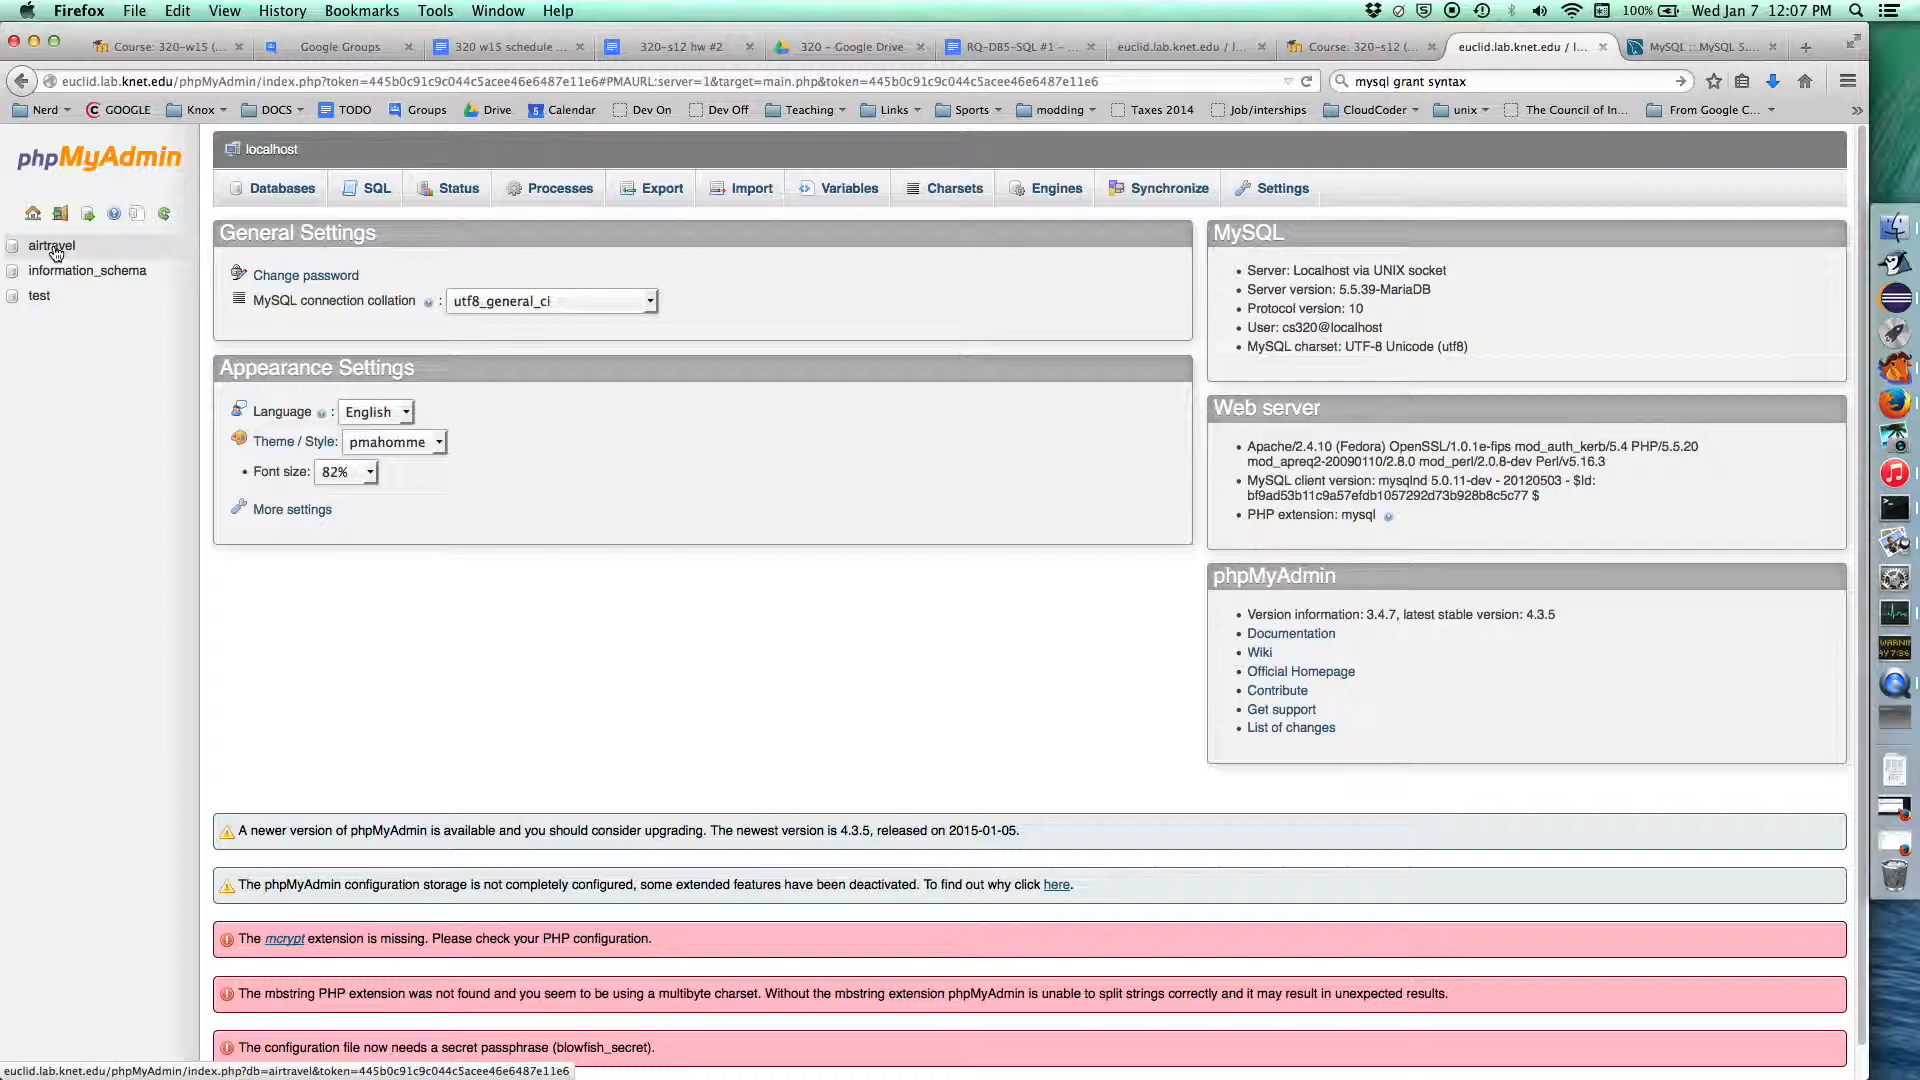 Firefox File Edit View History Bookmarks Tools Window Help
100% Wed Jan 7 12:07 PM
Course: 320-w15 (...
Google Groups
320 w15 schedule ...
320-s12 hw #2
320 – Google Drive
RQ-DB5-SQL #1 – ...
euclid.lab.knet.edu / l...
Course: 320-s12 (...
euclid.lab.knet.edu / l...
MySQL :: MySQL 5....
euclid.lab.knet.edu/phpMyAdmin/index.php?token=445b0c91c9c044c5acee46e6487e11e6#PMAURL:server=1&target=main.php&token=445b0c91c9c044c5acee46e6487e11e6
mysql grant syntax
Nerd GOOGLE Knox DOCS TODO Groups Drive Calendar Dev On Dev Off Teaching Links Sports modding Taxes 2014 Job/interships CloudCoder unix The Council of In... From Google C...
phpMyAdmin
airtravel
information_schema
test
localhost
Databases SQL Status Processes Export Import Variables Charsets Engines Synchronize Settings
General Settings
Change password
MySQL connection collation : utf8_general_ci
Appearance Settings
Language : English
Theme / Style: pmahomme
• Font size: 82%
More settings
MySQL
• Server: Localhost via UNIX socket
• Server version: 5.5.39-MariaDB
• Protocol version: 10
• User: cs320@localhost
• MySQL charset: UTF-8 Unicode (utf8)
Web server
• Apache/2.4.10 (Fedora) OpenSSL/1.0.1e-fips mod_auth_kerb/5.4 PHP/5.5.20
mod_apreq2-20090110/2.8.0 mod_perl/2.0.8-dev Perl/v5.16.3
• MySQL client version: mysqlnd 5.0.11-dev - 20120503 - $Id:
bf9ad53b11c9a57efdb1057292d73b928b8c5c77 $
• PHP extension: mysql
phpMyAdmin
• Version information: 3.4.7, latest stable version: 4.3.5
• Documentation
• Wiki
• Official Homepage
• Contribute
• Get support
• List of changes
A newer version of phpMyAdmin is available and you should consider upgrading. The newest version is 4.3.5, released on 2015-01-05.
The phpMyAdmin configuration storage is not completely configured, some extended features have been deactivated. To find out why click here.
The mcrypt extension is missing. Please check your PHP configuration.
The mbstring PHP extension was not found and you seem to be using a multibyte charset. Without the mbstring extension phpMyAdmin is unable to split strings correctly and it may result in unexpected results.
The configuration file now needs a secret passphrase (blowfish_secret).
euclid.lab.knet.edu/phpMyAdmin/index.php?db=airtravel&token=445b0c91c9c044c5acee46e6487e11e6